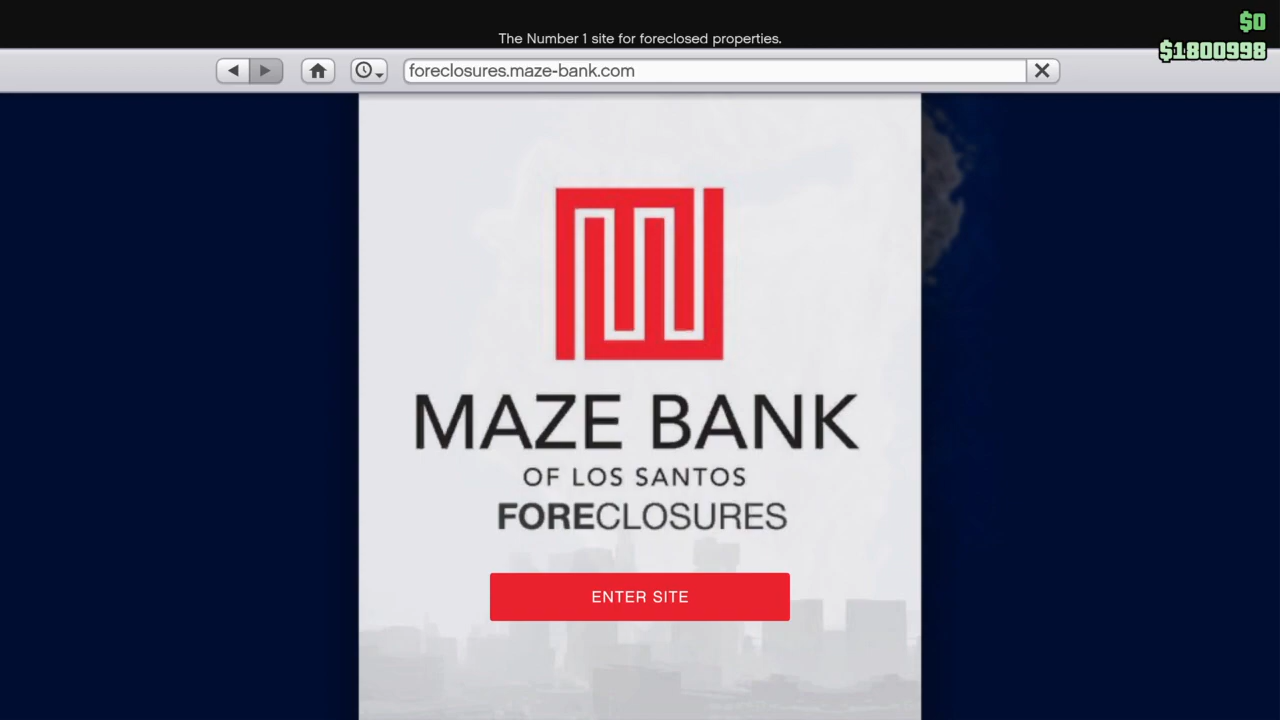 The Number 1 site for foreclosed properties.
$0
$1800998
foreclosures.maze-bank.com
MAZE BANK
OF LOS SANTOS
FORECLOSURES
ENTER SITE